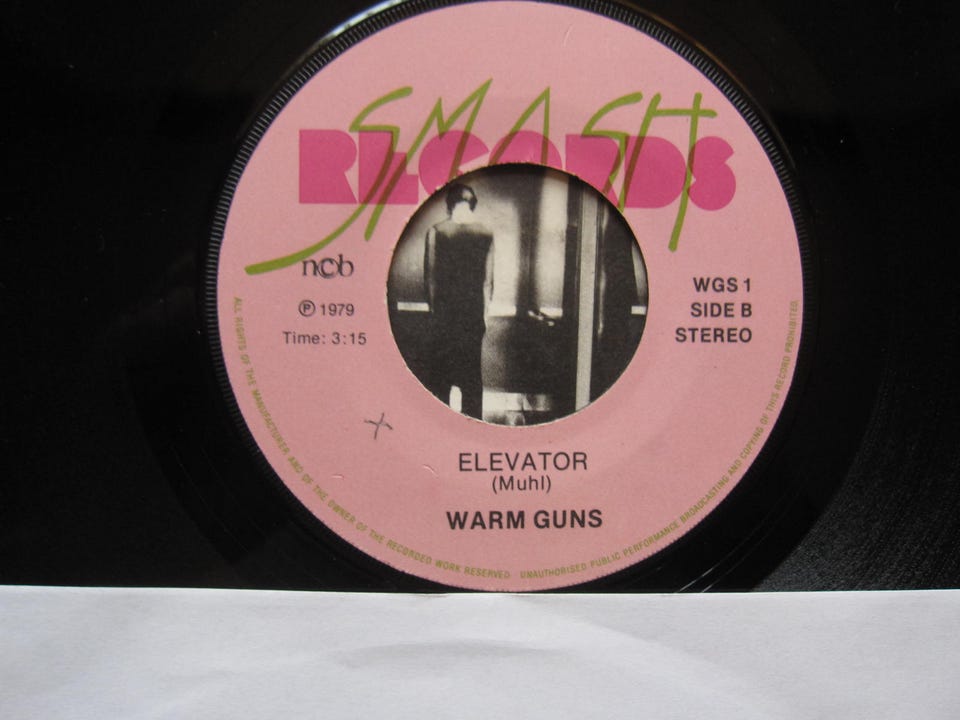 SMASH
RECORDS
ncb
Ⓟ 1979
Time: 3:15
WGS 1
SIDE B
STEREO
ELEVATOR
(Muhl)
WARM GUNS
ALL RIGHTS OF THE MANUFACTURER AND OF THE OWNER OF THE RECORDED WORK RESERVED UNAUTHORISED PUBLIC PERFORMANCE BROADCASTING AND COPYING OF THIS RECORD PROHIBITED